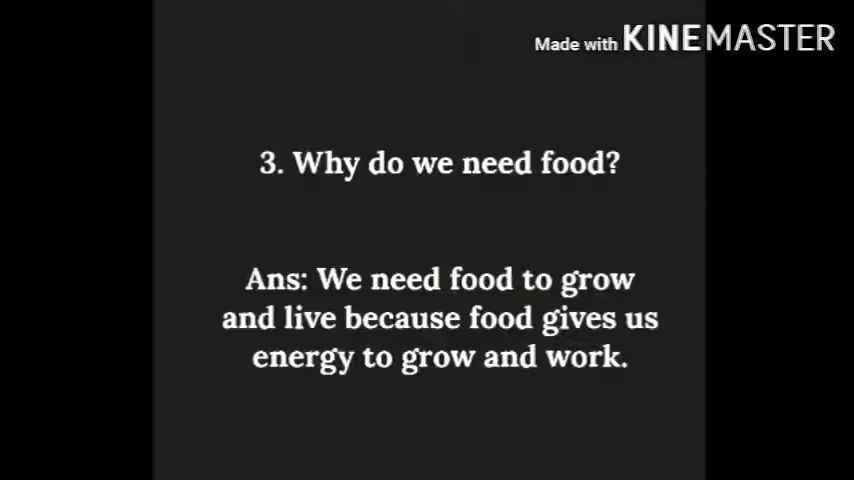 Made with KINEMASTER
3. Why do we need food?
Ans: We need food to grow
and live because food gives us
energy to grow and work.